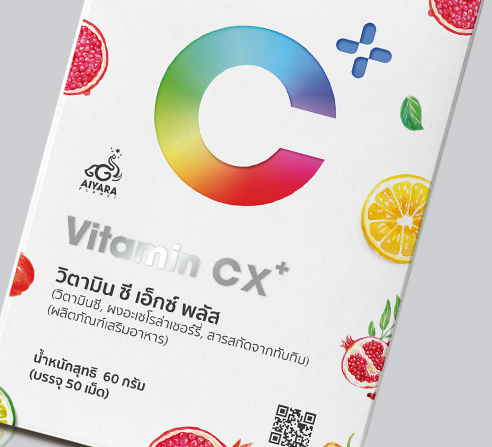 C+
AIYARA
PLANET
Vitamin CX+
วิตามิน ซี เอ็กซ์ พลัส
(วิตามินซี, ผงอะเซโรล่าเชอร์รี่, สารสกัดจากทับทิม)
(ผลิตภัณฑ์เสริมอาหาร)
น้ำหนักสุทธิ 60 กรัม
(บรรจุ 50 เม็ด)